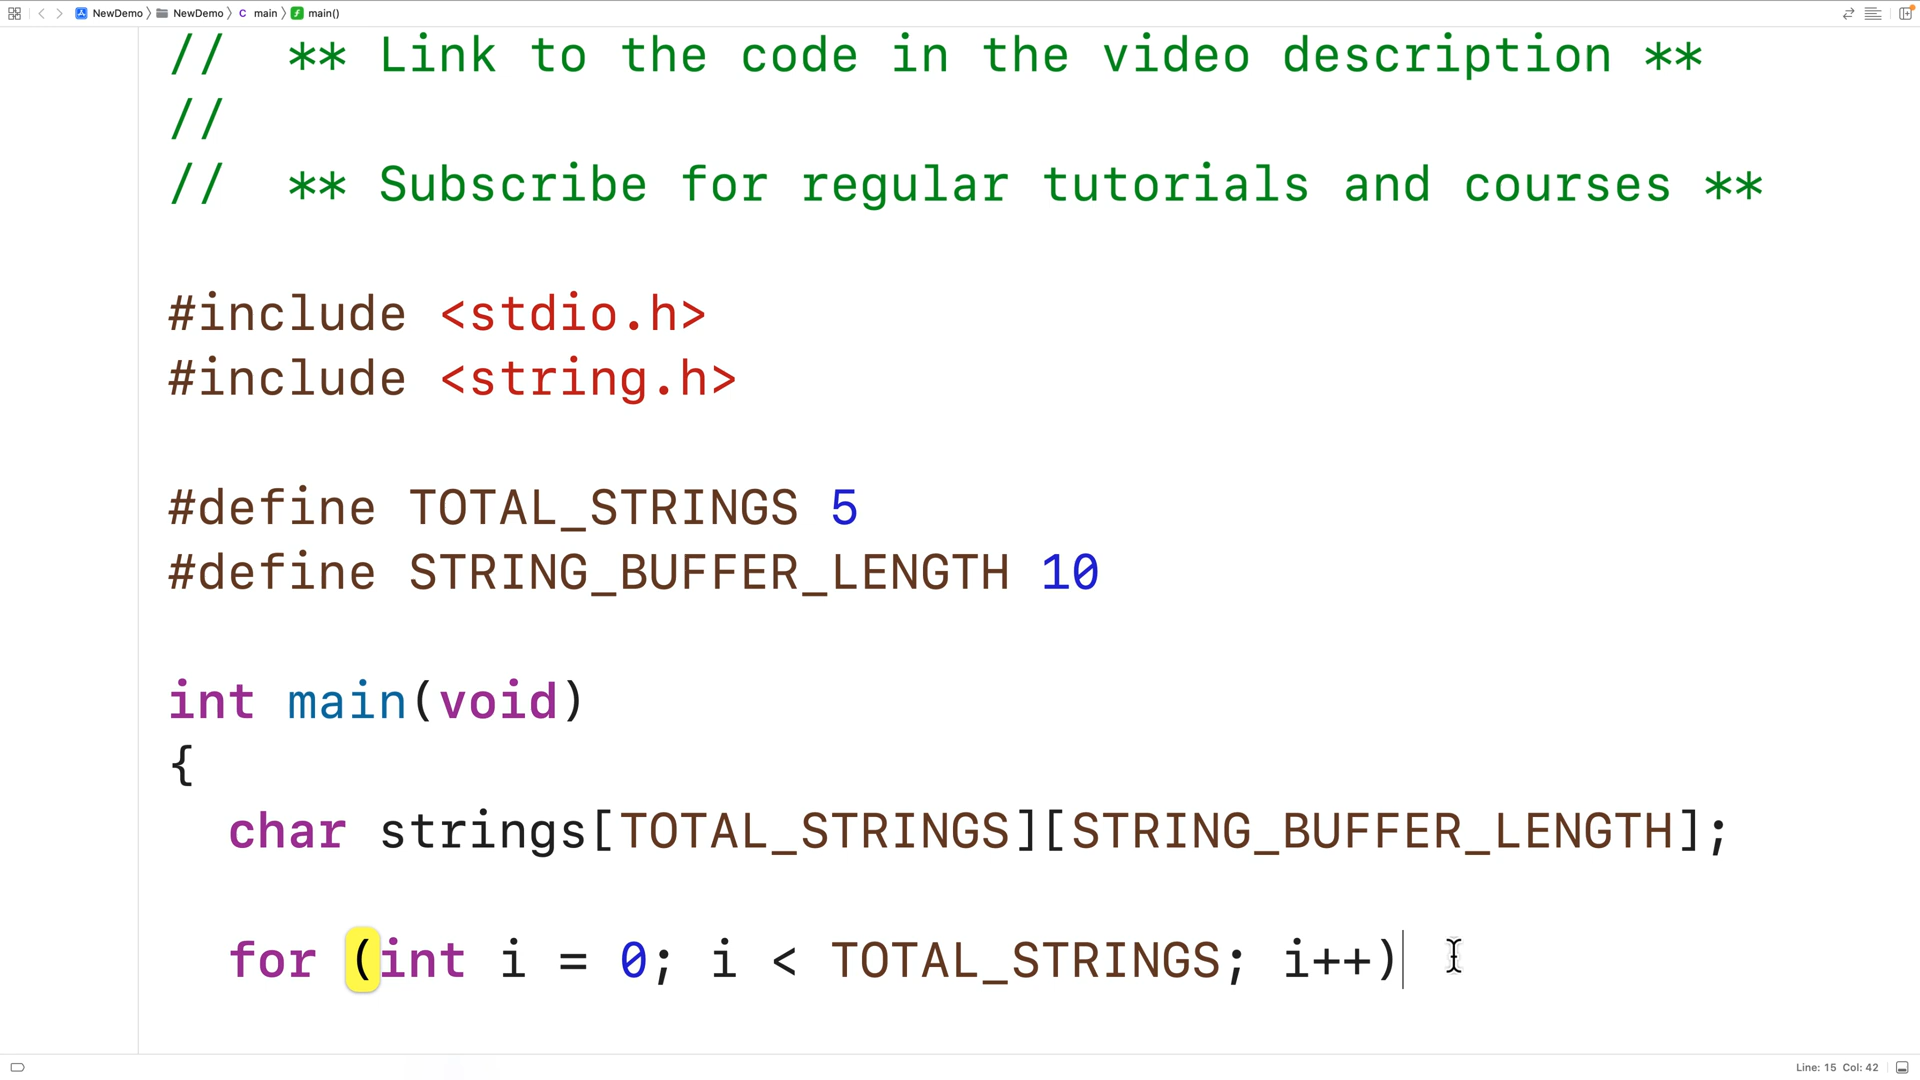 NewDemo NewDemo C main f main()
// ** Link to the code in the video description **
//
// ** Subscribe for regular tutorials and courses **
#include <stdio.h>
#include <string.h>
#define TOTAL_STRINGS 5
#define STRING_BUFFER_LENGTH 10
int main(void)
{
char strings[TOTAL_STRINGS][STRING_BUFFER_LENGTH];
for (int i = 0; i < TOTAL_STRINGS; i++)
Line: 15 Col: 42